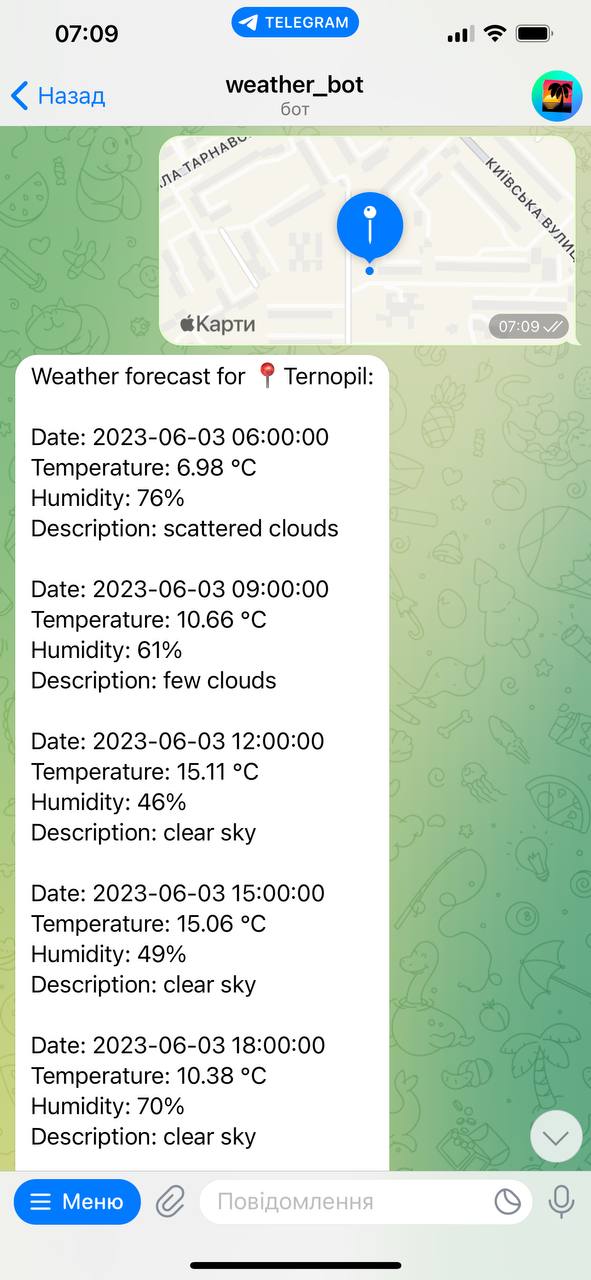 07:09
TELEGRAM
Назад
weather_bot
бот
ЛА ТАРНАВС
КИЇВСЬКА ВУЛИЦ
Карти
07:09
Weather forecast for 📍 Ternopil:
Date: 2023-06-03 06:00:00
Temperature: 6.98 °C
Humidity: 76%
Description: scattered clouds
Date: 2023-06-03 09:00:00
Temperature: 10.66 °C
Humidity: 61%
Description: few clouds
Date: 2023-06-03 12:00:00
Temperature: 15.11 °C
Humidity: 46%
Description: clear sky
Date: 2023-06-03 15:00:00
Temperature: 15.06 °C
Humidity: 49%
Description: clear sky
Date: 2023-06-03 18:00:00
Temperature: 10.38 °C
Humidity: 70%
Description: clear sky
Меню
Повідомлення